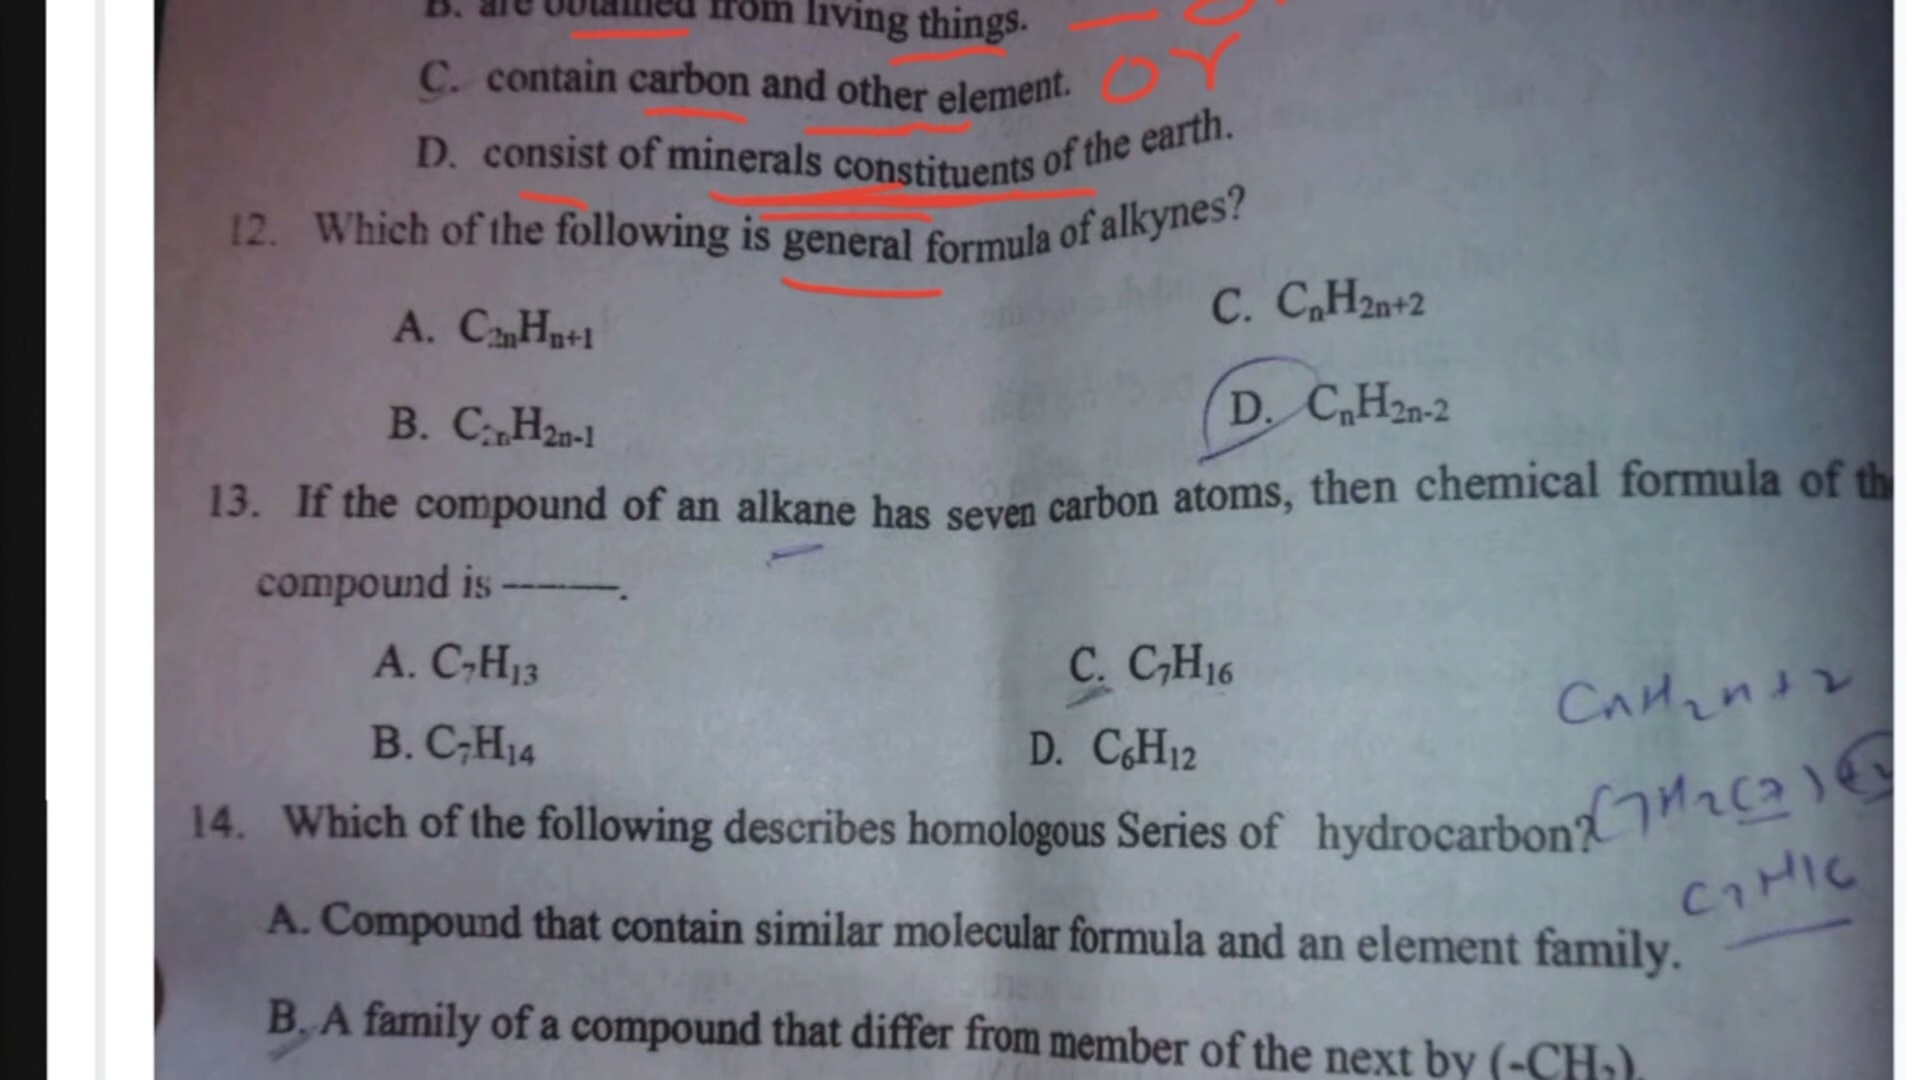 B. are obtained from living things.
C. contain carbon and other element. or
D. consist of minerals constituents of the earth.
12. Which of the following is general formula of alkynes?
A. C2nHn+1
C. CnH2n+2
B. C2nH2n-1
D. CnH2n-2
13. If the compound of an alkane has seven carbon atoms, then chemical formula of th
compound is ———.
A. C7H13
C. C7H16
B. C7H14
D. C6H12
CnH2n+2
14. Which of the following describes homologous Series of hydrocarbon?
C7H2(7)+2
C7H16
A. Compound that contain similar molecular formula and an element family.
B. A family of a compound that differ from member of the next by (-CH2).